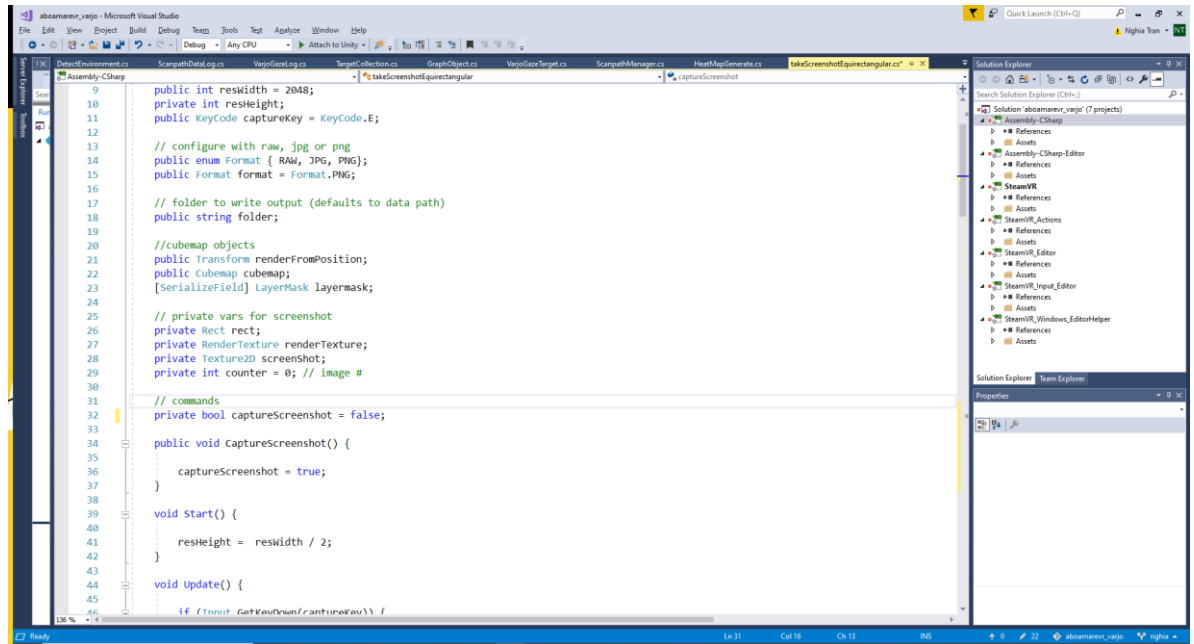 aboamarevr_varjo - Microsoft Visual Studio
Quick Launch (Ctrl+Q)
File Edit View Project Build Debug Team Tools Test Analyze Window Help
Nghia Tran NT
Debug Any CPU Attach to Unity
Server Explorer
Toolbox
DetectEnvironment.cs ScanpathDataLog.cs VarjoGazeLog.cs TargetCollection.cs GraphObject.cs VarjoGazeTarget.cs ScanpathManager.cs HeatMapGenerate.cs takeScreenshotEquirectangular.cs*
Assembly-CSharp takeScreenshotEquirectangular captureScreenshot
9 public int resWidth = 2048;
10 private int resHeight;
11 public KeyCode captureKey = KeyCode.E;
12
13 // configure with raw, jpg or png
14 public enum Format { RAW, JPG, PNG};
15 public Format format = Format.PNG;
16
17 // folder to write output (defaults to data path)
18 public string folder;
19
20 //cubemap objects
21 public Transform renderFromPosition;
22 public Cubemap cubemap;
23 [SerializeField] LayerMask layermask;
24
25 // private vars for screenshot
26 private Rect rect;
27 private RenderTexture renderTexture;
28 private Texture2D screenShot;
29 private int counter = 0; // image #
30
31 // commands
32 private bool captureScreenshot = false;
33
34 public void CaptureScreenshot() {
35
36 captureScreenshot = true;
37 }
38
39 void Start() {
40
41 resHeight = resWidth / 2;
42 }
43
44 void Update() {
45
46 if (Input.GetKeyDown(captureKey)) {
136 %
Solution Explorer
Search Solution Explorer (Ctrl+;)
Solution 'aboamarevr_varjo' (7 projects)
Assembly-CSharp
References
Assets
Assembly-CSharp-Editor
References
Assets
SteamVR
References
Assets
SteamVR_Actions
References
Assets
SteamVR_Editor
References
Assets
SteamVR_Input_Editor
References
Assets
SteamVR_Windows_EditorHelper
References
Assets
Solution Explorer Team Explorer
Properties
Ready Ln 31 Col 16 Ch 13 INS 0 22 aboamarevr_varjo nghia